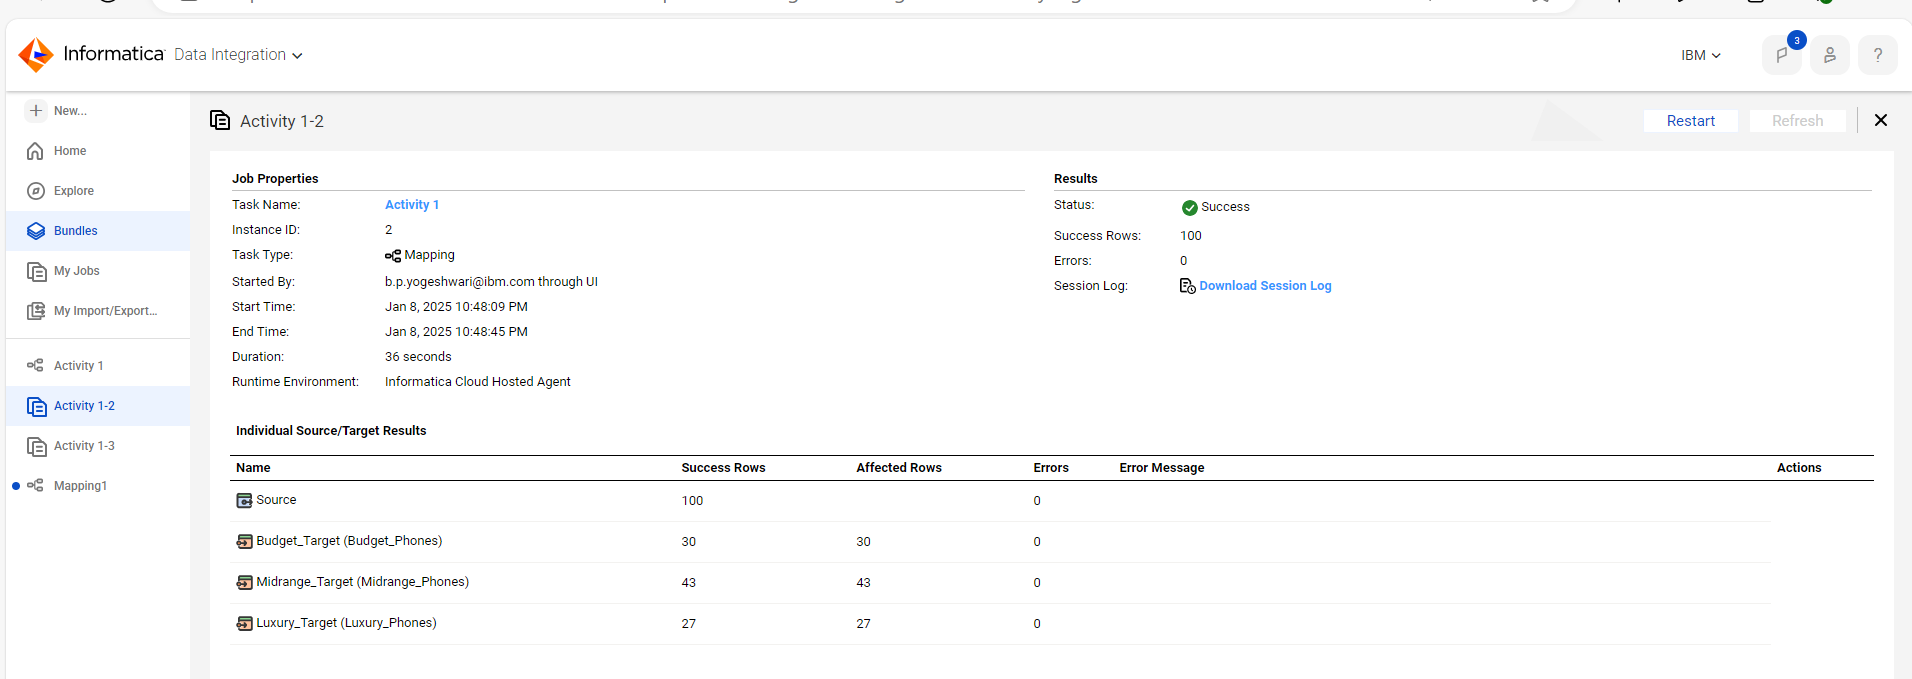 Informatica Data Integration
IBM
3
?
New...
Home
Explore
Bundles
My Jobs
My Import/Export...
Activity 1
Activity 1-2
Activity 1-3
Mapping1
Activity 1-2
Restart
Refresh
Job Properties
Task Name: Activity 1
Instance ID: 2
Task Type: Mapping
Started By: b.p.yogeshwari@ibm.com through UI
Start Time: Jan 8, 2025 10:48:09 PM
End Time: Jan 8, 2025 10:48:45 PM
Duration: 36 seconds
Runtime Environment: Informatica Cloud Hosted Agent
Results
Status: Success
Success Rows: 100
Errors: 0
Session Log: Download Session Log
Individual Source/Target Results
Name Success Rows Affected Rows Errors Error Message Actions
Source 100 0
Budget_Target (Budget_Phones) 30 30 0
Midrange_Target (Midrange_Phones) 43 43 0
Luxury_Target (Luxury_Phones) 27 27 0